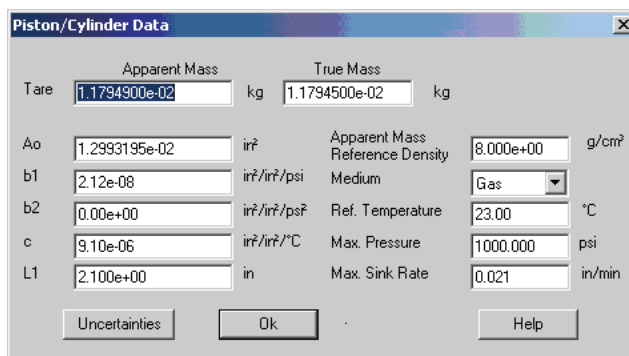 Piston/Cylinder Data
Apparent Mass True Mass
Tare 1.1794900e-02 kg 1.1794500e-02 kg
Ao 1.2993195e-02 in² Apparent Mass Reference Density 8.000e+00 g/cm³
b1 2.12e-08 in²/in²/psi Medium Gas
b2 0.00e+00 in²/in²/psi² Ref. Temperature 23.00 °C
c 9.10e-06 in²/in²/°C Max. Pressure 1000.000 psi
L1 2.100e+00 in Max. Sink Rate 0.021 in/min
Uncertainties Ok Help